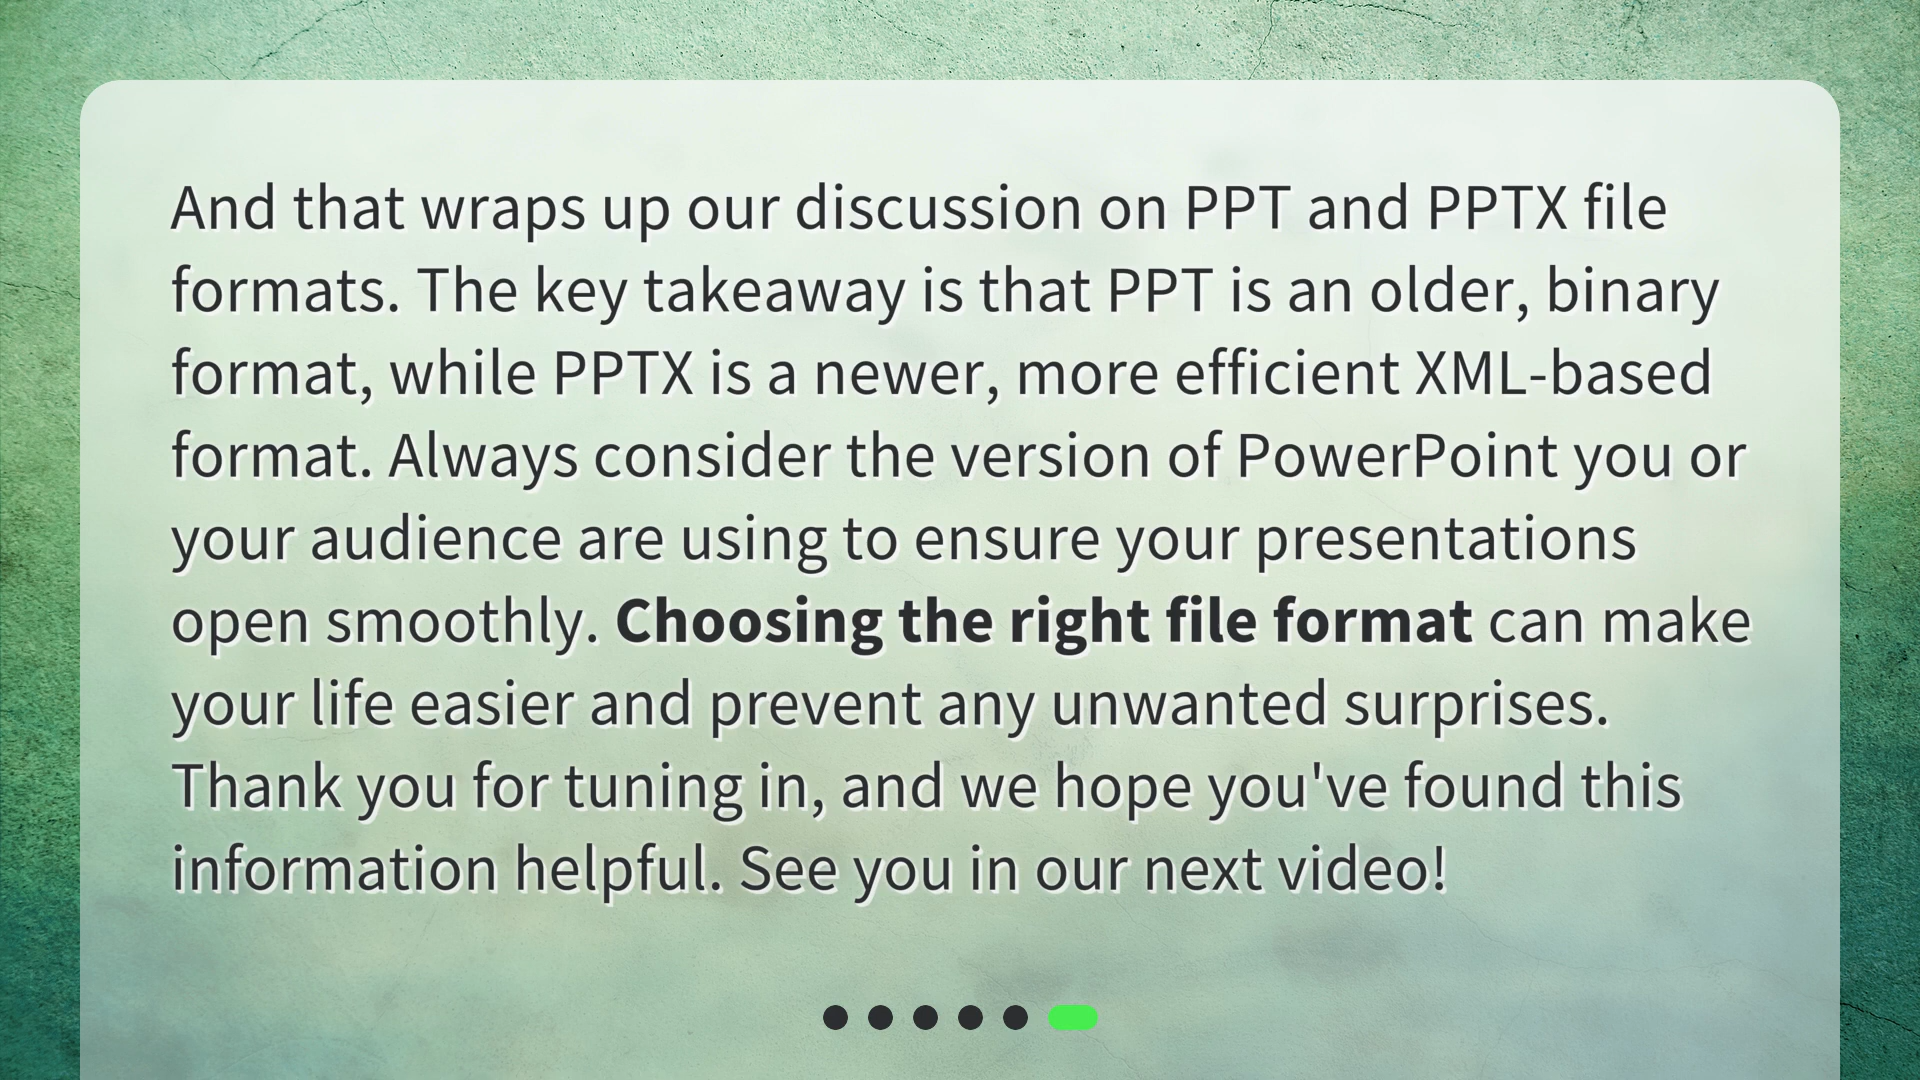 And that wraps up our discussion on PPT and PPTX file
formats. The key takeaway is that PPT is an older, binary
format, while PPTX is a newer, more efficient XML-based
format. Always consider the version of PowerPoint you or
your audience are using to ensure your presentations
open smoothly. Choosing the right file format can make
your life easier and prevent any unwanted surprises.
Thank you for tuning in, and we hope you've found this
information helpful. See you in our next video!